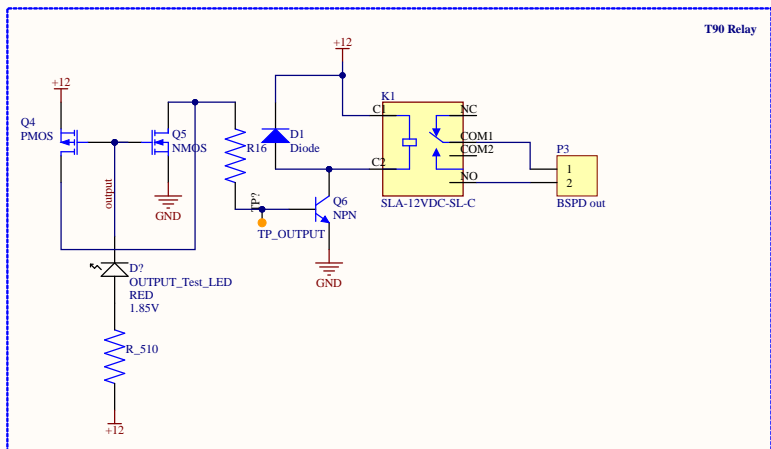 T90 Relay
+12
+12
K1
Q4
PMOS
Q5
NMOS
C1
NC
D1
Diode
COM1
R16
COM2
P3
C2
1
output
NO
2
TP?
Q6
NPN
SLA-12VDC-SL-C
BSPD out
GND
TP_OUTPUT
D?
OUTPUT_Test_LED
RED
1.85V
GND
R_510
+12